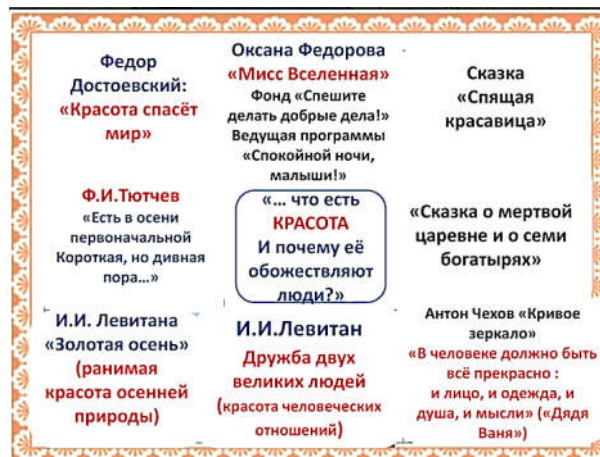 Федор
Достоевский:
«Красота спасёт
мир»
Оксана Федорова
«Мисс Вселенная»
Фонд «Спешите
делать добрые дела!»
Ведущая программы
«Спокойной ночи,
малыши!»
Сказка
«Спящая
красавица»
Ф.И.Тютчев
«Есть в осени
первоначальной
Короткая, но дивная
пора...»
«... что есть
КРАСОТА
И почему её
обожествляют
люди?»
«Сказка о мертвой
царевне и о семи
богатырях»
И.И. Левитана
«Золотая осень»
(ранимая
красота осенней
природы)
И.И.Левитан
Дружба двух
великих людей
(красота человеческих
отношений)
Антон Чехов «Кривое
зеркало»
«В человеке должно быть
всё прекрасно :
и лицо, и одежда, и
душа, и мысли» («Дядя
Ваня»)